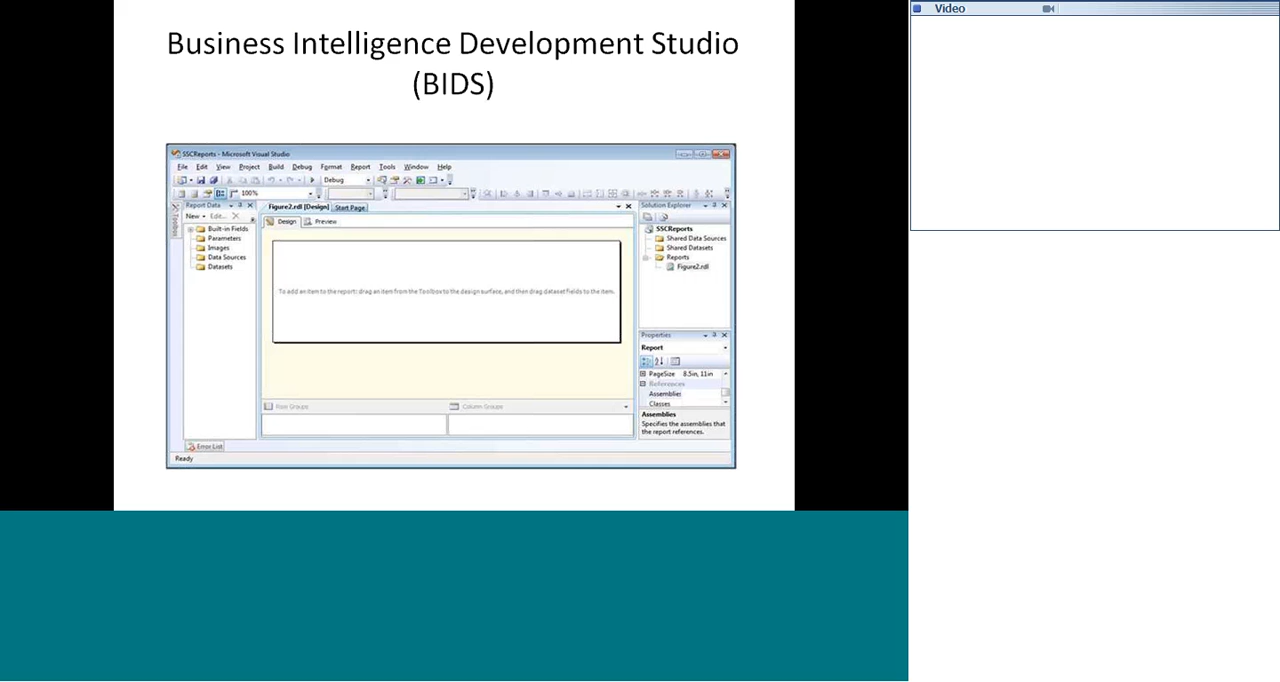 Business Intelligence Development Studio
(BIDS)
Video
SSCReports - Microsoft Visual Studio
File Edit View Project Build Debug Format Report Tools Window Help
Debug
100%
Report Data
Figure2.rdl [Design] Start Page
Solution Explorer
Toolbox
New Edit...
Design Preview
Built-in Fields
Parameters
Images
Data Sources
Datasets
To add an item to the report: drag an item from the Toolbox to the design surface, and then drag dataset fields to the item.
SSCReports
Shared Data Sources
Shared Datasets
Reports
Figure2.rdl
Properties
Report
PageSize 8.5in, 11in
References
Assemblies
Classes
Assemblies
Specifies the assemblies that
the report references.
Row Groups Column Groups
Error List
Ready